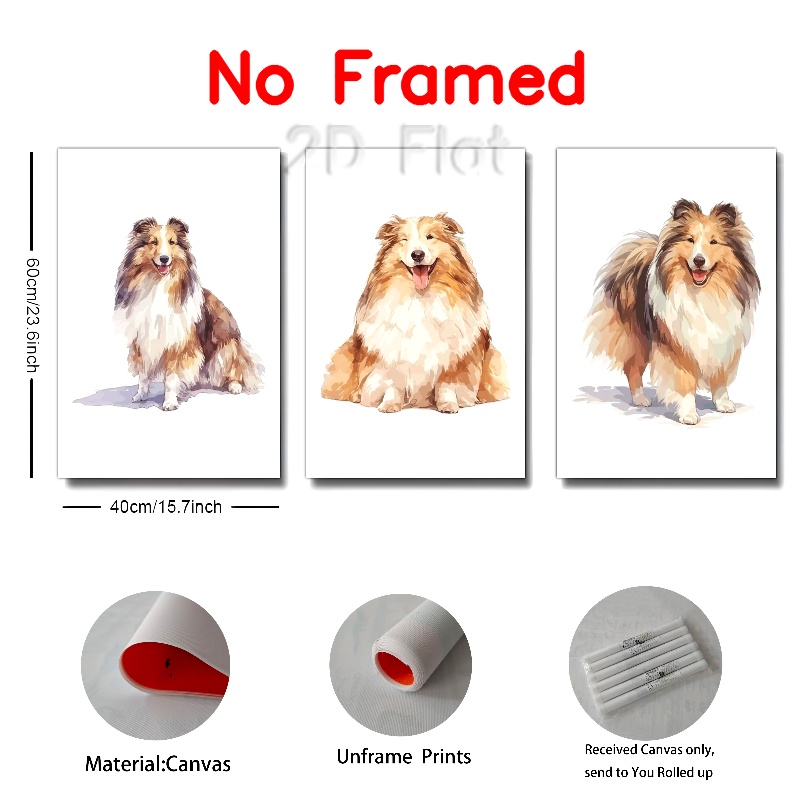 No Framed
2D Flat
60cm/23.6inch
40cm/15.7inch
Material:Canvas
Unframe Prints
Received Canvas only,
send to You Rolled up